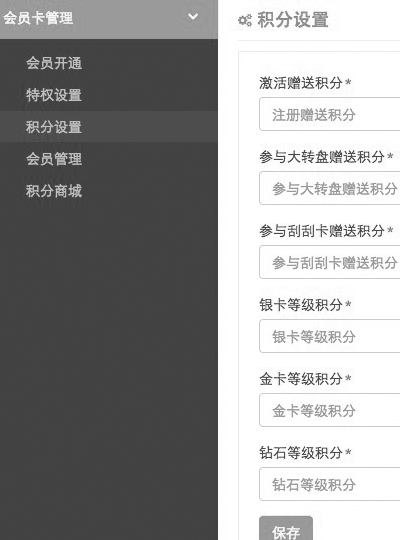 会员卡管理
会员开通
特权设置
积分设置
会员管理
积分商城
积分设置
激活赠送积分*
注册赠送积分
参与大转盘赠送积分*
参与大转盘赠送积分
参与刮刮卡赠送积分*
参与刮刮卡赠送积分
银卡等级积分*
银卡等级积分
金卡等级积分*
金卡等级积分
钻石等级积分*
钻石等级积分
保存